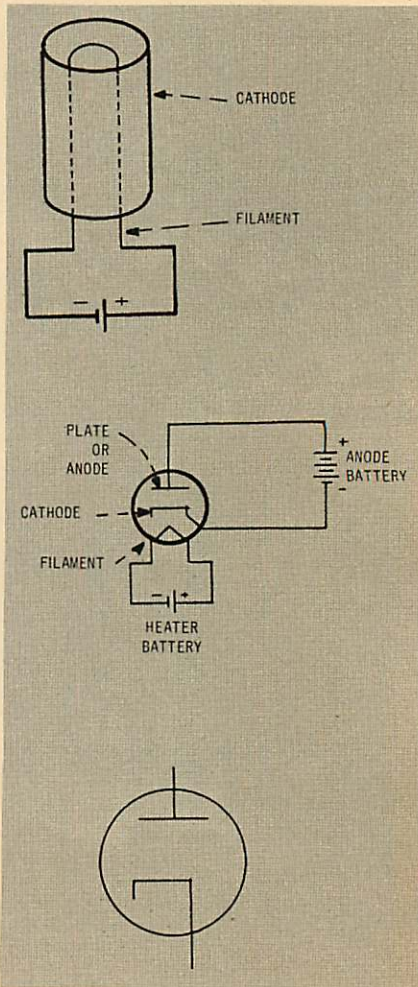 CATHODE
FILAMENT
- +
PLATE
OR
ANODE
+
ANODE
BATTERY
-
CATHODE
FILAMENT
- +
HEATER
BATTERY